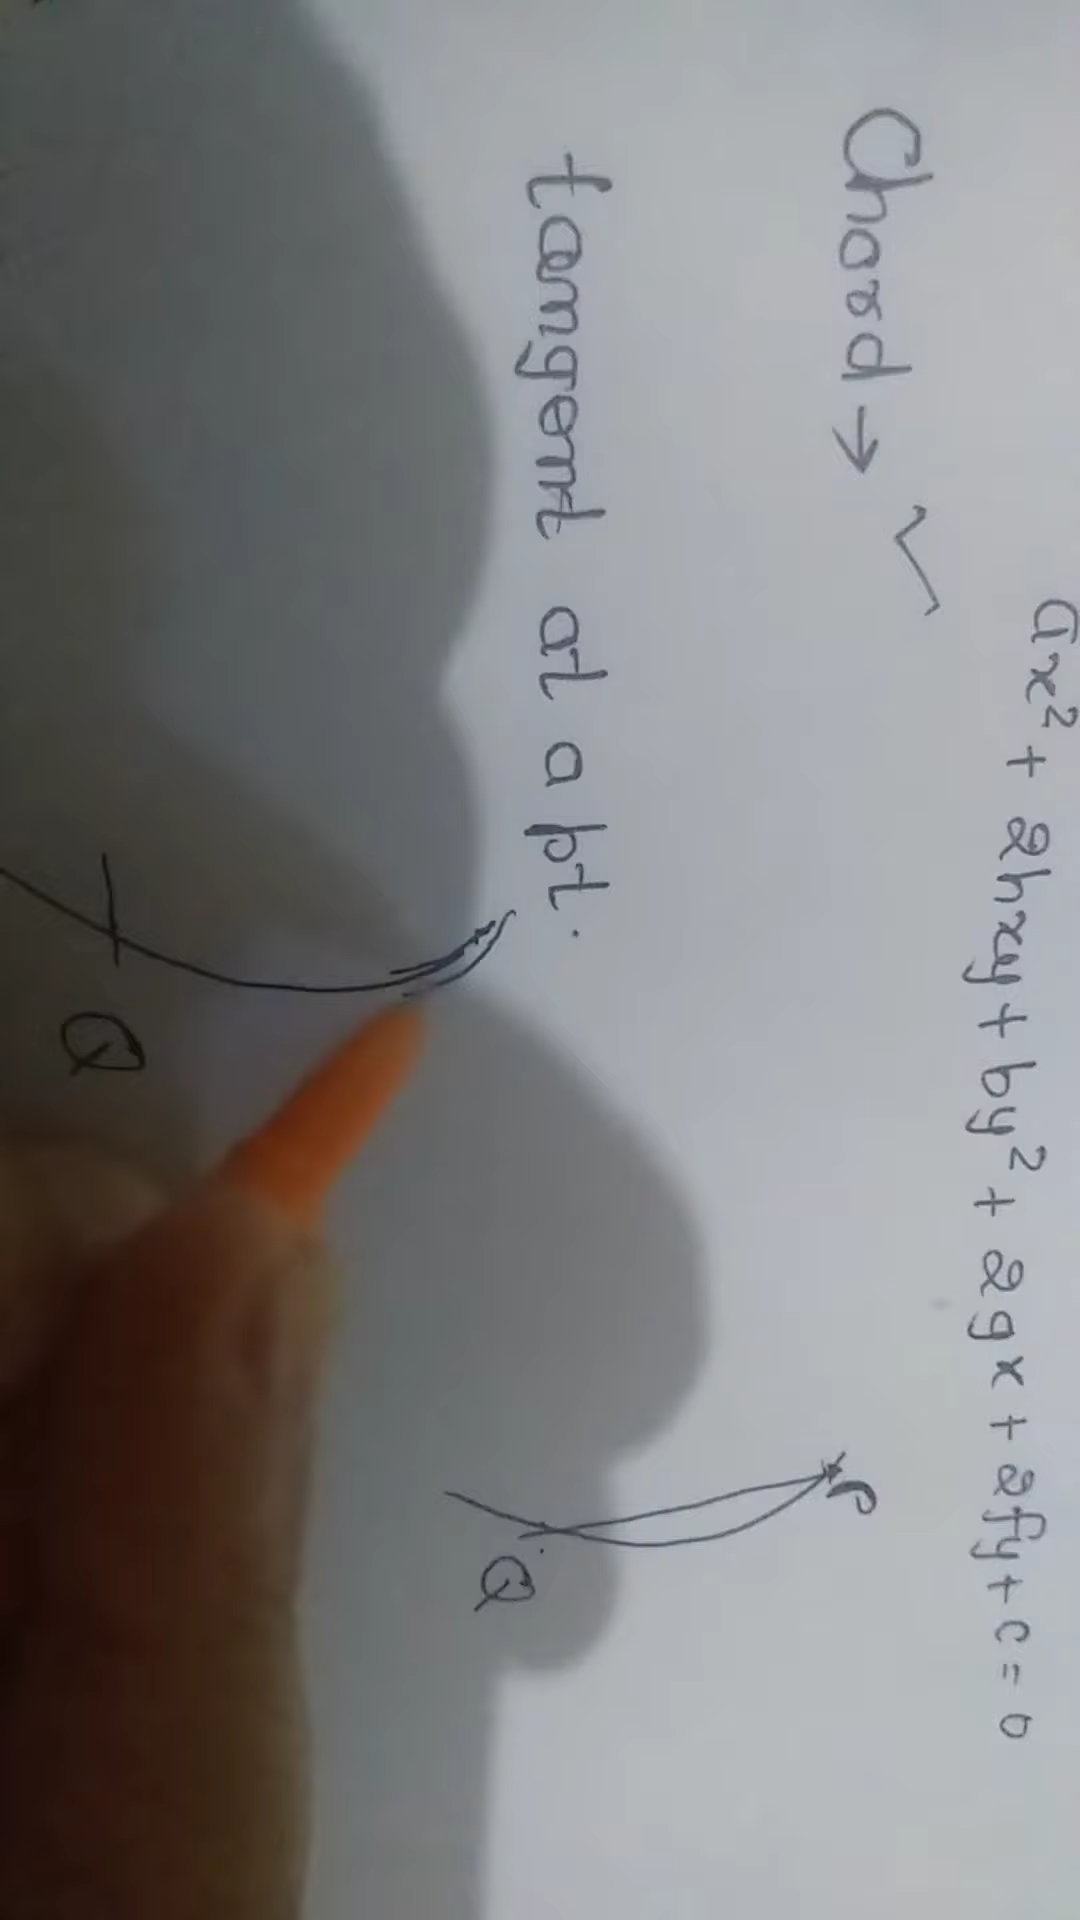 ax² + 2hxy + by² + 2gx + 2fy + c = 0
Chord → ✓
P
Q
tangent at a pt.
Q